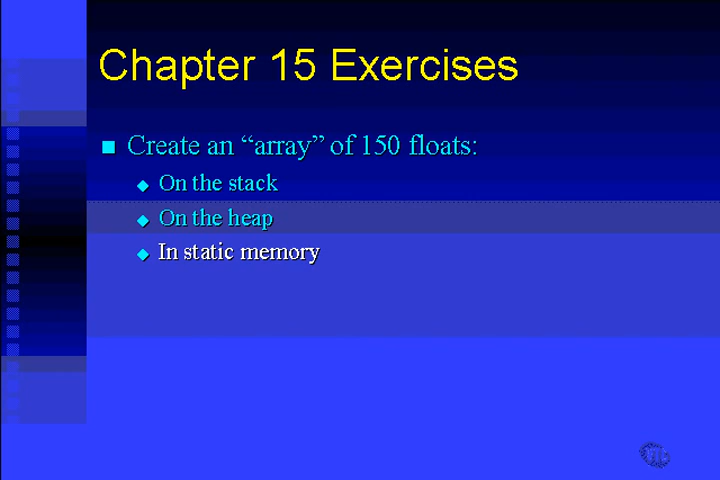 Chapter 15 Exercises
Create an “array” of 150 floats:
On the stack
On the heap
In static memory